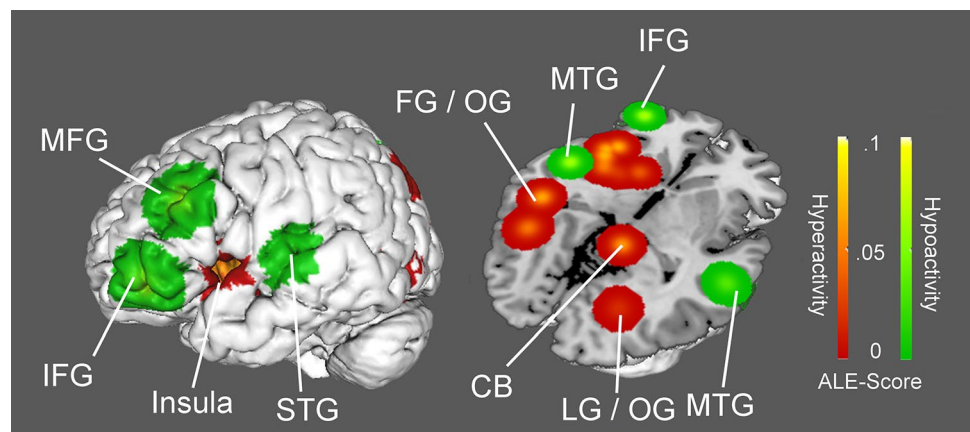 IFG
MTG
FG / OG
MFG
IFG
Insula
STG
CB
LG / OG
MTG
.1
.05
0
Hyperactivity
Hypoactivity
ALE-Score